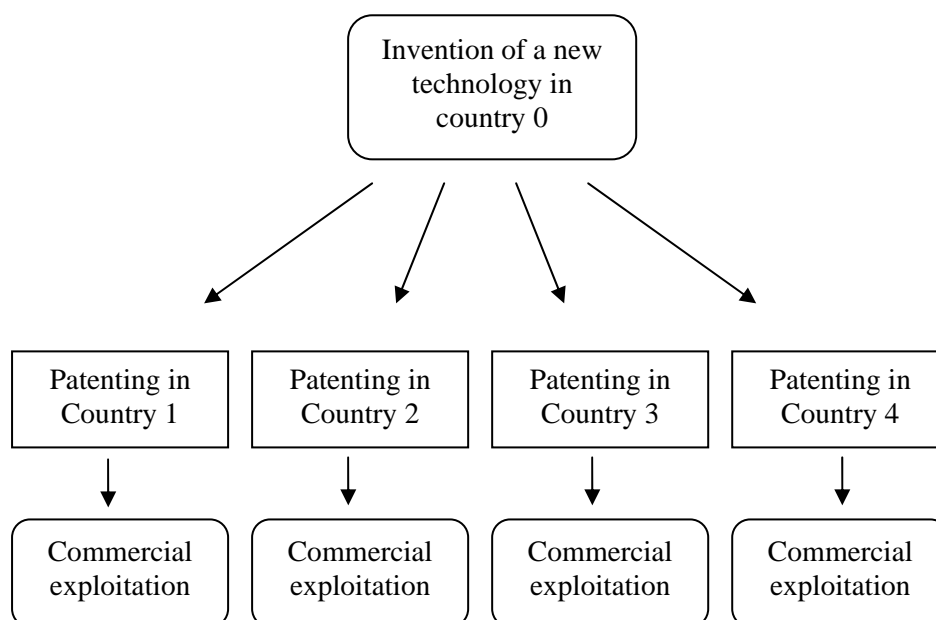 Invention of a new
technology in
country 0
Patenting in
Country 1
Patenting in
Country 2
Patenting in
Country 3
Patenting in
Country 4
Commercial
exploitation
Commercial
exploitation
Commercial
exploitation
Commercial
exploitation